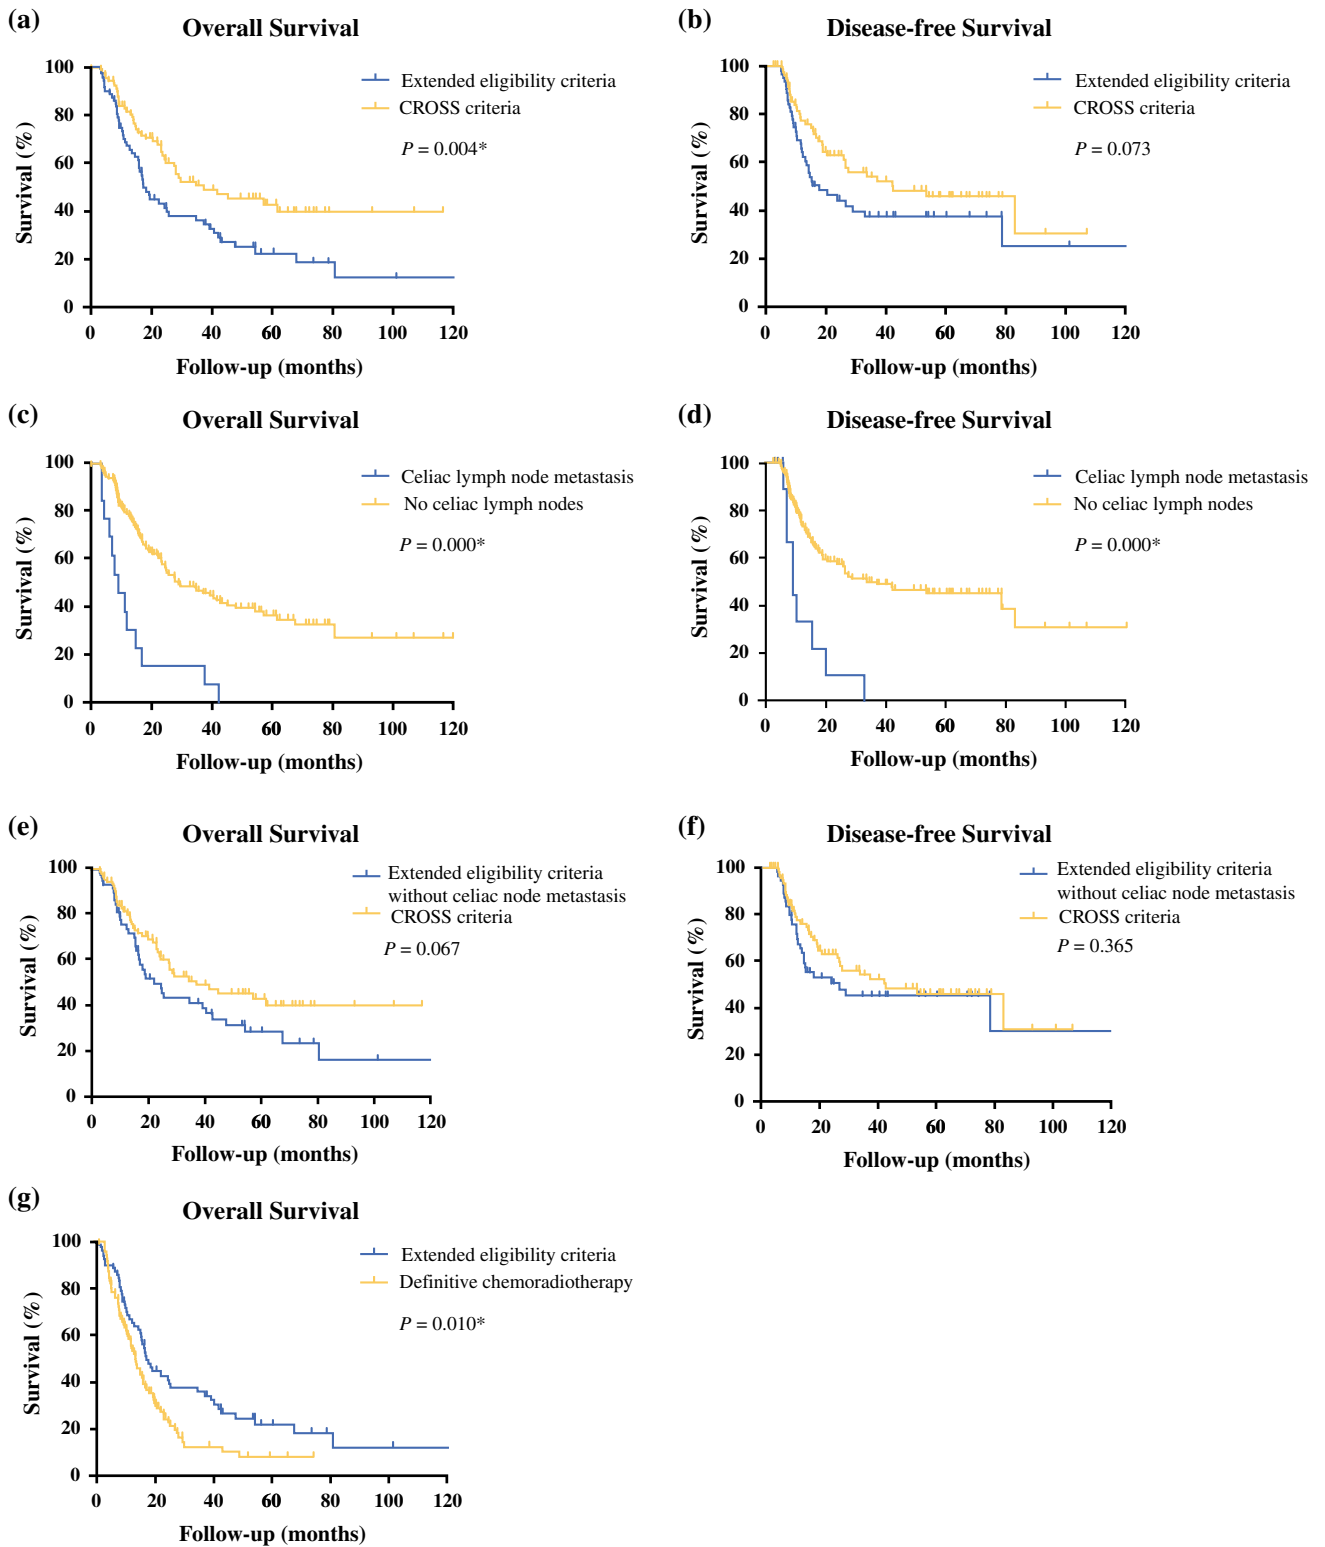 (a)
Overall Survival
Extended eligibility criteria
CROSS criteria
P = 0.004*
Survival (%)
100
80
60
40
20
0
0 20 40 60 80 100 120
Follow-up (months)
(b)
Disease-free Survival
Extended eligibility criteria
CROSS criteria
P = 0.073
Survival (%)
100
80
60
40
20
0
0 20 40 60 80 100 120
Follow-up (months)
(c)
Overall Survival
Celiac lymph node metastasis
No celiac lymph nodes
P = 0.000*
Survival (%)
100
80
60
40
20
0
0 20 40 60 80 100 120
Follow-up (months)
(d)
Disease-free Survival
Celiac lymph node metastasis
No celiac lymph nodes
P = 0.000*
Survival (%)
100
80
60
40
20
0
0 20 40 60 80 100 120
Follow-up (months)
(e)
Overall Survival
Extended eligibility criteria
without celiac node metastasis
CROSS criteria
P = 0.067
Survival (%)
100
80
60
40
20
0
0 20 40 60 80 100 120
Follow-up (months)
(f)
Disease-free Survival
Extended eligibility criteria
without celiac node metastasis
CROSS criteria
P = 0.365
Survival (%)
100
80
60
40
20
0
0 20 40 60 80 100 120
Follow-up (months)
(g)
Overall Survival
Extended eligibility criteria
Definitive chemoradiotherapy
P = 0.010*
Survival (%)
100
80
60
40
20
0
0 20 40 60 80 100 120
Follow-up (months)